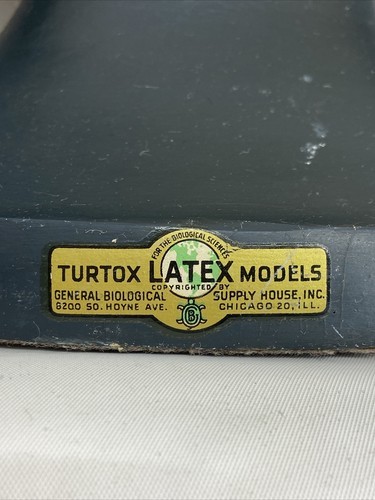 FOR THE BIOLOGICAL SCIENCES
TURTOX LATEX MODELS
COPYRIGHTED BY
GENERAL BIOLOGICAL SUPPLY HOUSE, INC.
8200 SO. HOYNE AVE. CHICAGO 20, ILL.